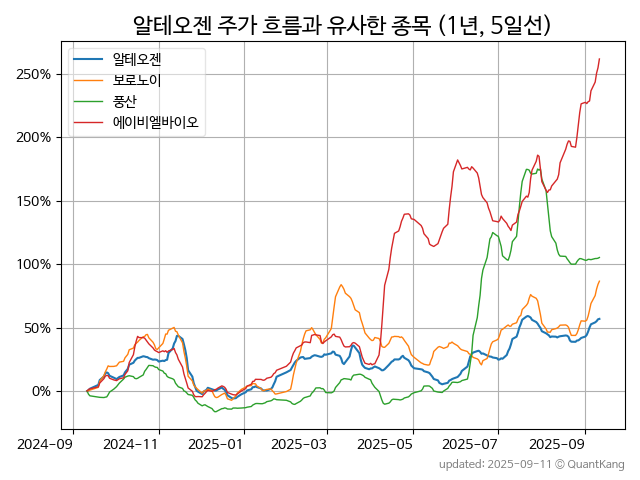 알테오젠 주가 흐름과 유사한 종목 (1년, 5일선)
알테오젠
보로노이
풍산
에이비엘바이오
250%
200%
150%
100%
50%
0%
2024-09 2024-11 2025-01 2025-03 2025-05 2025-07 2025-09
updated: 2025-09-11 © QuantKang